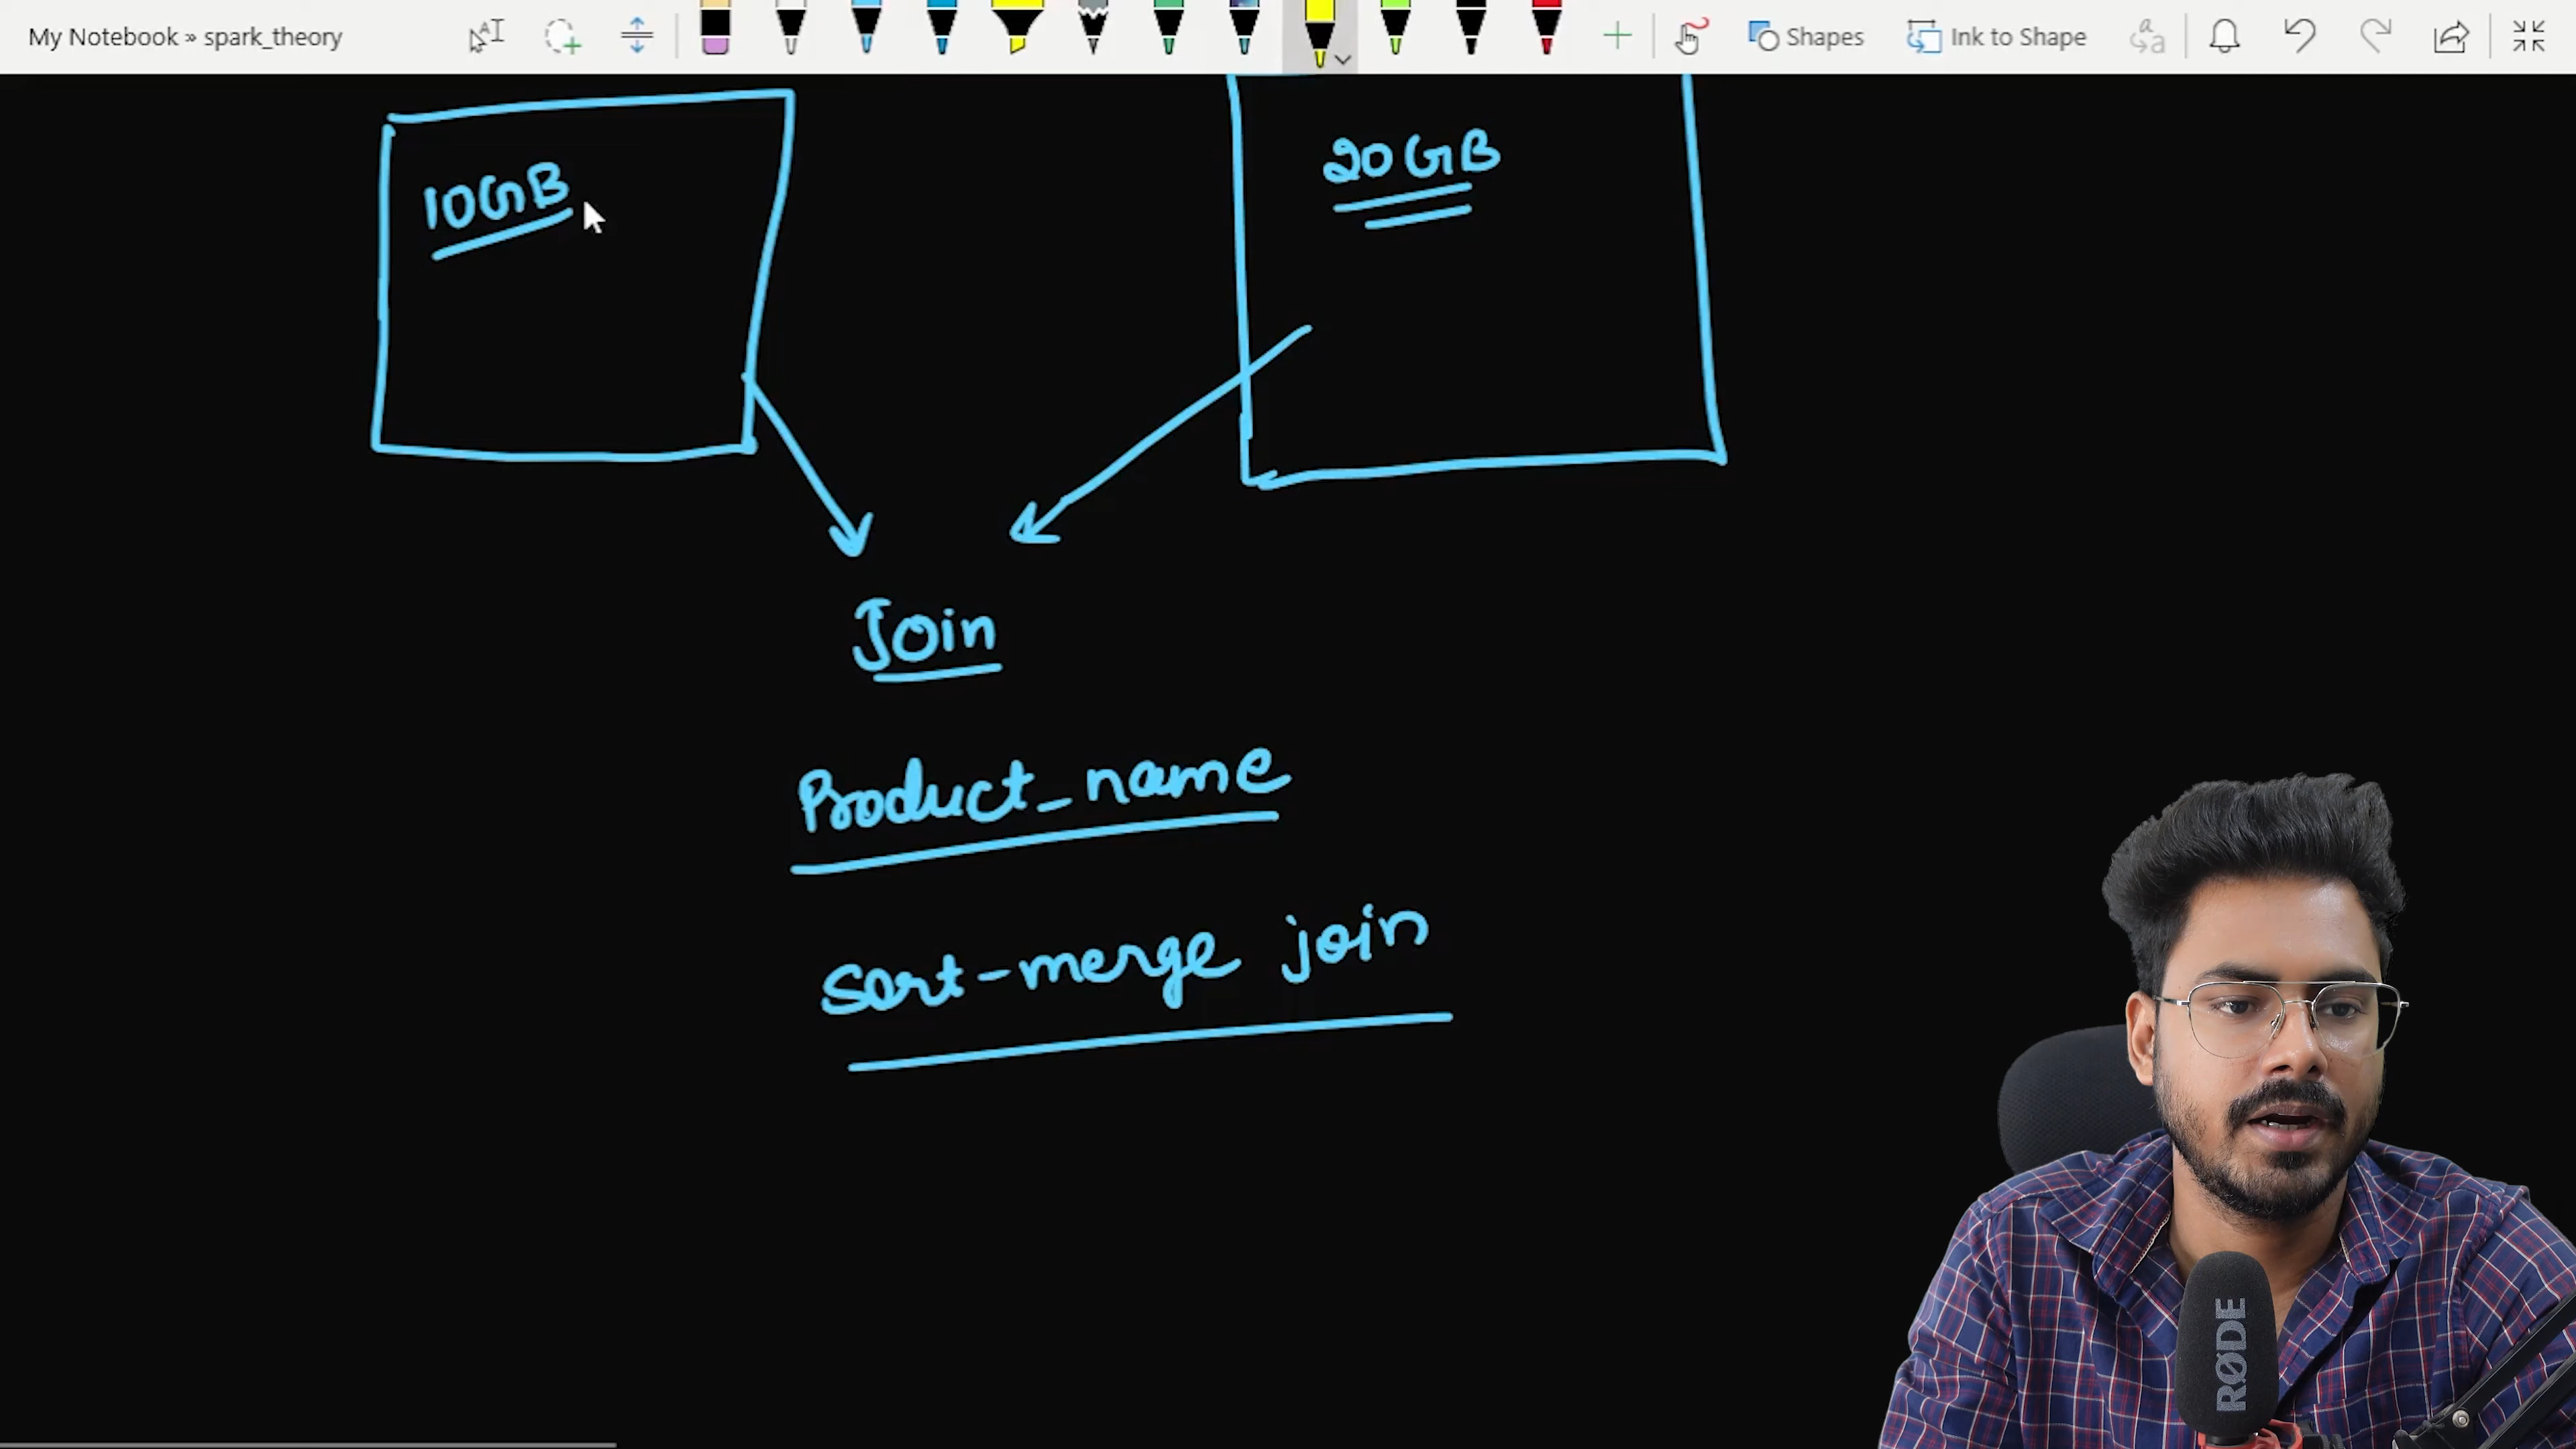 My Notebook » spark_theory
Shapes
Ink to Shape
10GB
20GB
Join
Product_name
Sort-merge join
RØDE